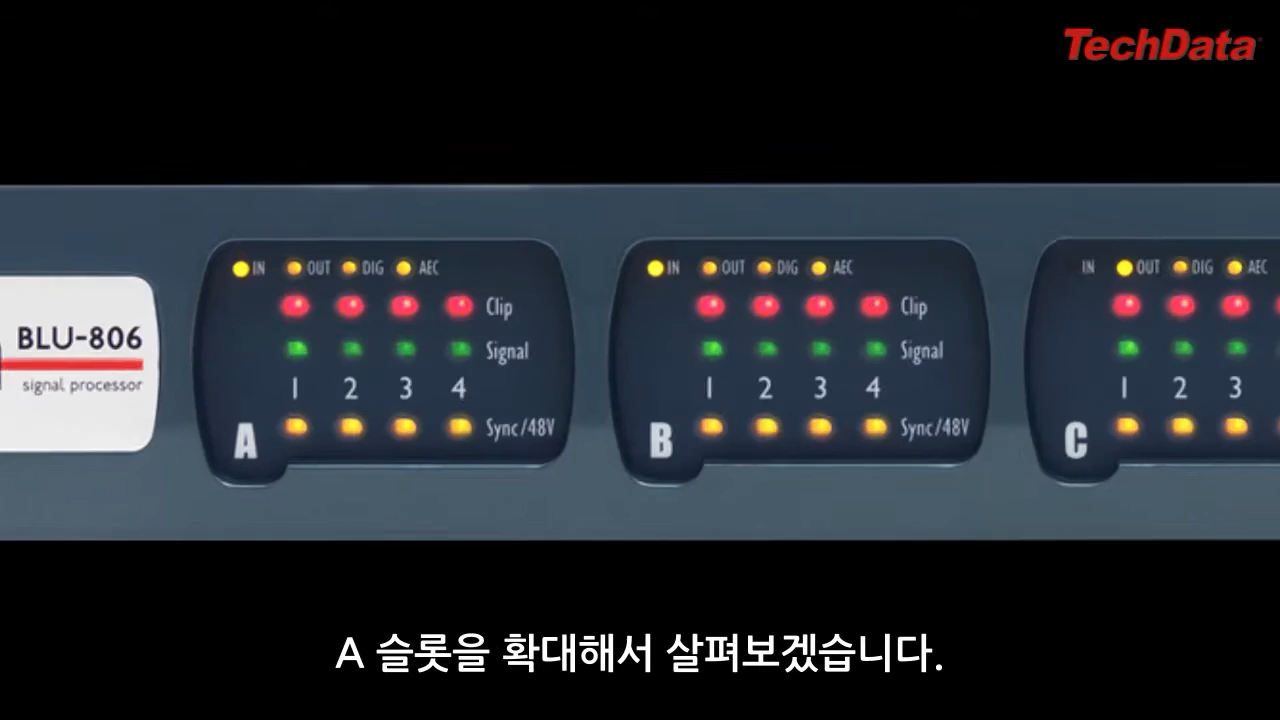 TechData
BLU-806
signal processor
IN OUT DIG AEC
Clip
Signal
1 2 3 4
A Sync/48V
IN OUT DIG AEC
Clip
Signal
1 2 3 4
B Sync/48V
IN OUT DIG AEC
1 2 3
C
A 슬롯을 확대해서 살펴보겠습니다.